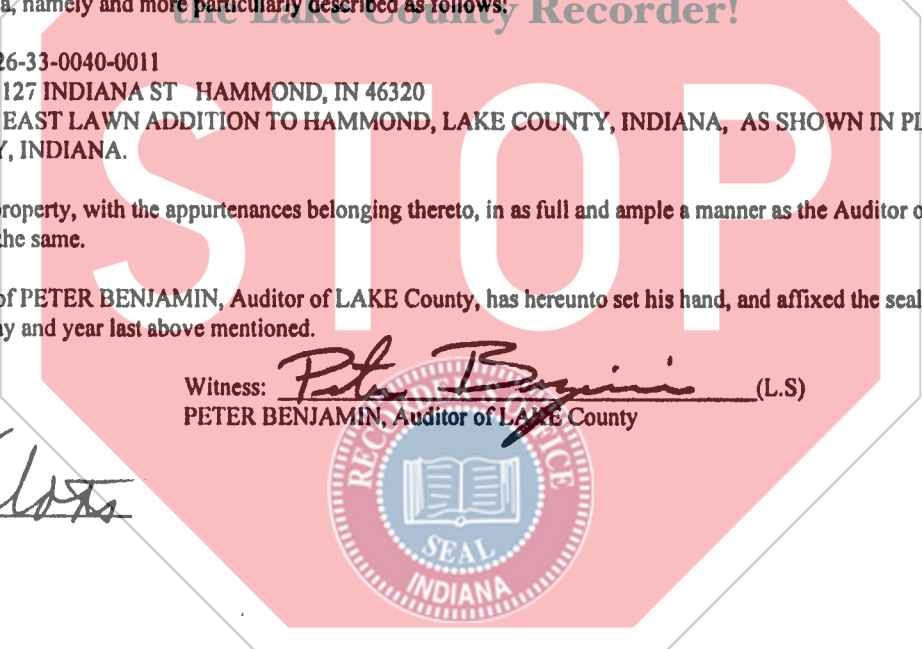 the Lake County Recorder!
a, namely and more particularly described as follows:
26-33-0040-0011
127 INDIANA ST HAMMOND, IN 46320
EAST LAWN ADDITION TO HAMMOND, LAKE COUNTY, INDIANA, AS SHOWN IN PL
Y, INDIANA.
STOP
roperty, with the appurtenances belonging thereto, in as full and ample a manner as the Auditor o
the same.
of PETER BENJAMIN, Auditor of LAKE County, has hereunto set his hand, and affixed the seal
ay and year last above mentioned.
Witness: Peter Benjamin (L.S)
PETER BENJAMIN, Auditor of LAKE County
RECORDER'S OFFICE
SEAL
INDIANA